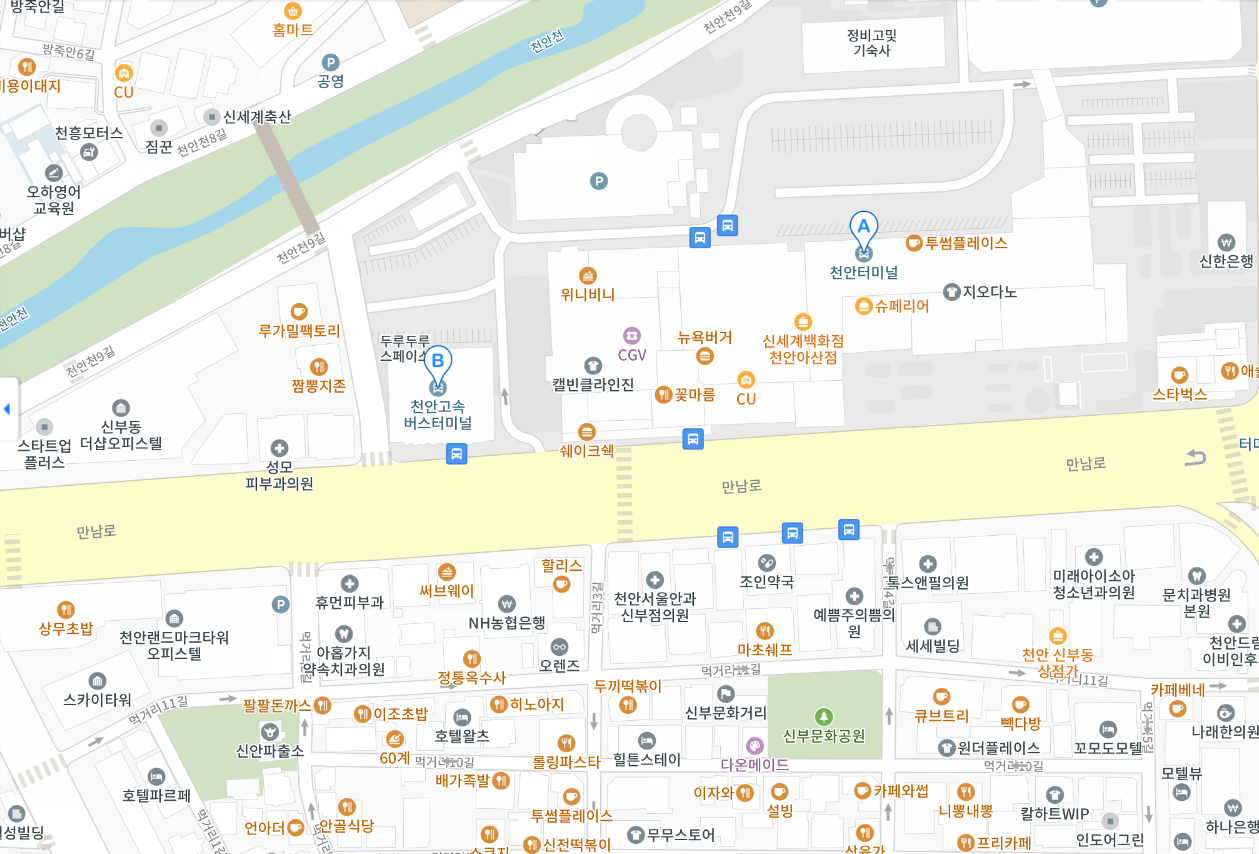 방죽안길
홈마트
천안천
천안천9길
정비고및
기숙사
방죽안6길
CU
공영
신세계축산
천흥모터스
짐꾼
천안천8길
오하영어
교육원
버샵
천안천9길
A
천안터미널
투썸플레이스
신한은행
위니비니
지오다노
슈페리어
천안천
루가밀팩토리
두루두루
스페이스
B
CGV
뉴욕버거
신세계백화점
천안아산점
천안천9길
짬뽕지존
천안고속
버스터미널
캘빈클라인진
꽃마름
CU
스타벅스
신부동
더샵오피스텔
스타트업
플러스
성모
피부과의원
쉐이크쉑
만남로
만남로
만남로
할리스
휴먼피부과
써브웨이
NH농협은행
먹거리3길
천안서울안과
신부점의원
조인약국
예쁨주의쁨의
원
톡스앤필의원
미래아이소아
청소년과의원
문치과병원
본원
상무초밥
천안랜드마크타워
오피스텔
아홉가지
약속치과의원
정통옥수사
오렌즈
마초쉐프
세세빌딩
천안 신부동
상점가
스카이타워
먹거리11길
먹거리11길
먹거리11길
팔팔돈까스
이조초밥
히노아지
두끼떡볶이
신부문화거리
신부문화공원
큐브트리
빽다방
카페베네
나래한의원
신안파출소
60계
호텔왈츠
롤링파스타
힐튼스테이
다온메이드
원더플레이스
꼬모도모텔
먹거리10길
먹거리10길
호텔파르페
배가족발
투썸플레이스
이자와
설빙
카페와썹
니뽕내뽕
칼하트WIP
모텔뷰
언아더
안골식당
신전떡볶이
무무스토어
프리카페
인도어그린
하나은행